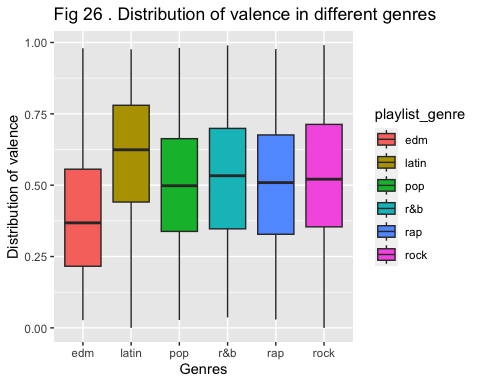 Fig 26 . Distribution of valence in different genres
1.00
0.75
0.50
0.25
0.00
Distribution of valence
edm
latin
pop
r&b
rap
rock
Genres
playlist_genre
edm
latin
pop
r&b
rap
rock